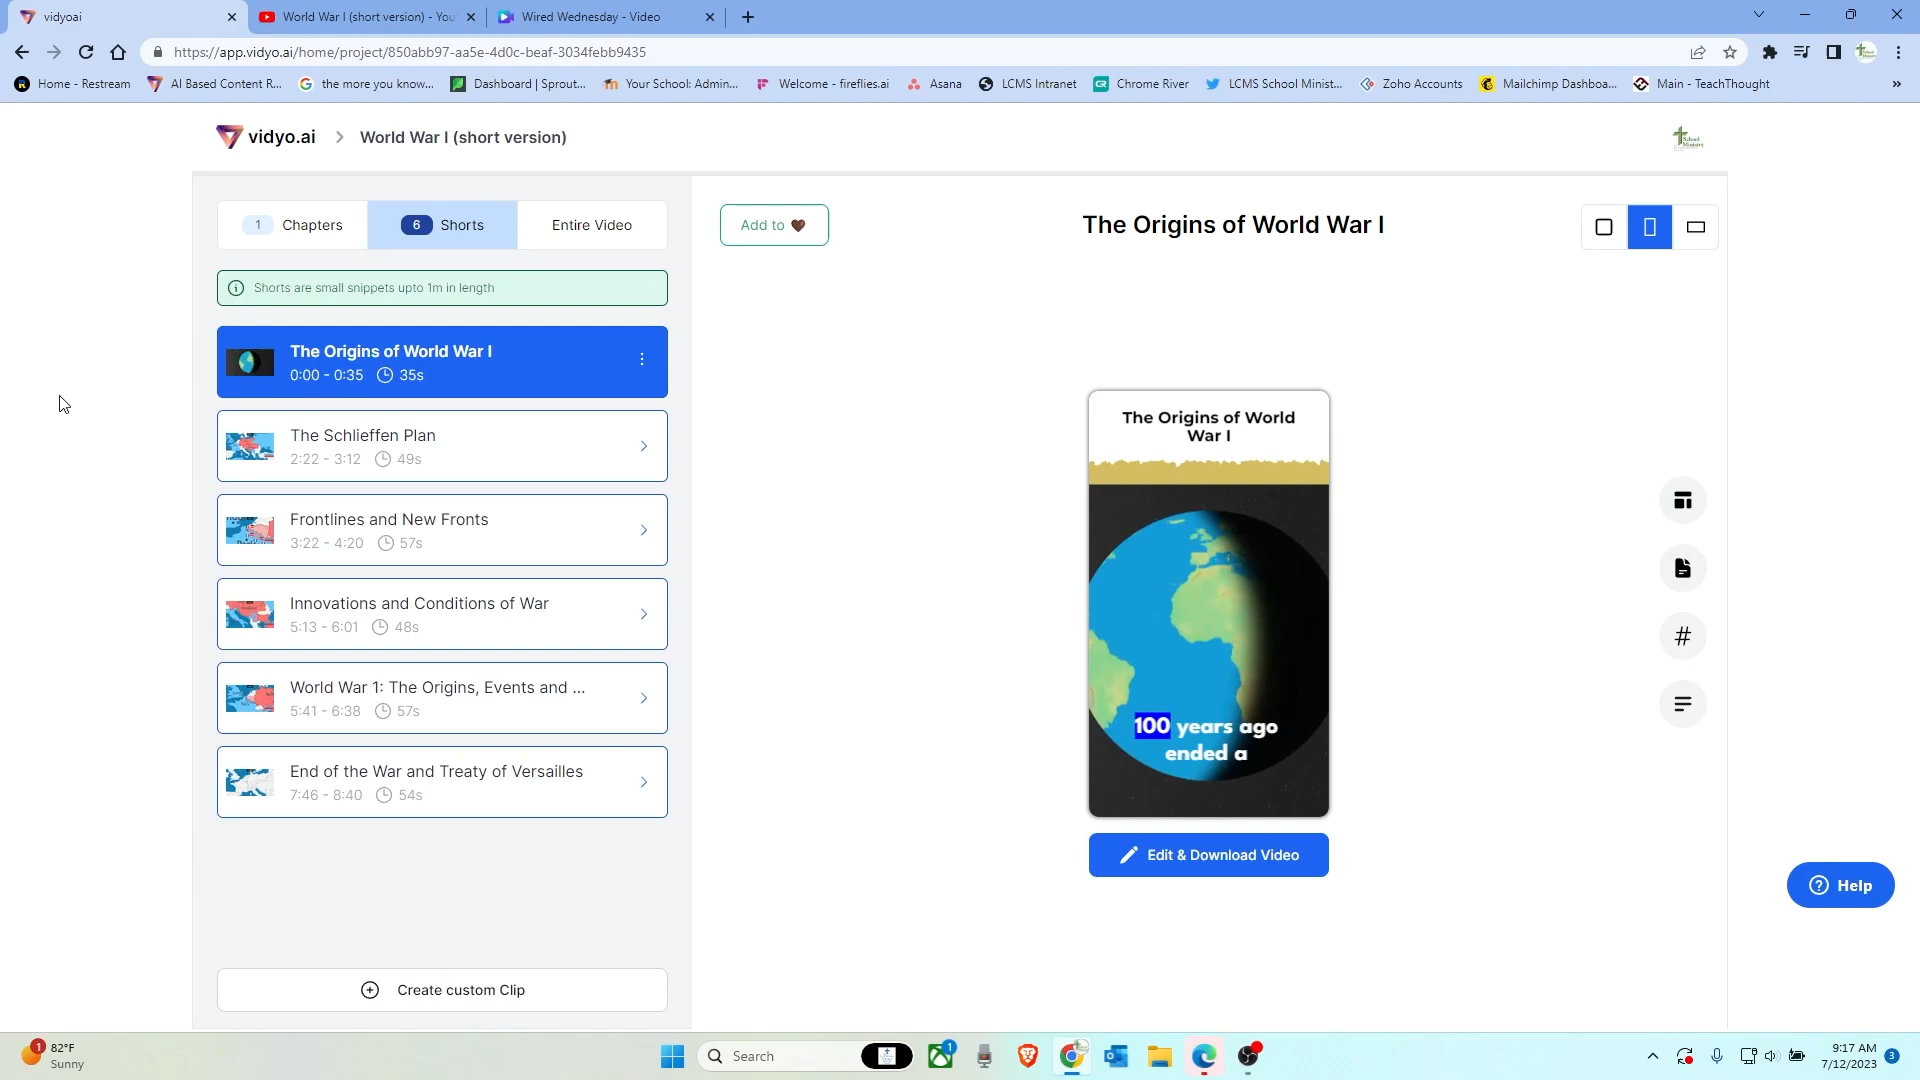 vidyoai
World War I (short version) - You
Wired Wednesday - Video
https://app.vidyo.ai/home/project/850abb97-aa5e-4d0c-beaf-3034febb9435
Home - Restream
AI Based Content R...
the more you know...
Dashboard | Sprout...
Your School: Admin...
Welcome - fireflies.ai
Asana
LCMS Intranet
Chrome River
LCMS School Minist...
Zoho Accounts
Mailchimp Dashboa...
Main - TeachThought
vidyo.ai
World War I (short version)
School
Ministry
1 Chapters
6 Shorts
Entire Video
Add to
The Origins of World War I
Shorts are small snippets upto 1m in length
The Origins of World War I
0:00 - 0:35 35s
The Schlieffen Plan
2:22 - 3:12 49s
Frontlines and New Fronts
3:22 - 4:20 57s
Innovations and Conditions of War
5:13 - 6:01 48s
World War 1: The Origins, Events and ...
5:41 - 6:38 57s
End of the War and Treaty of Versailles
7:46 - 8:40 54s
Create custom Clip
The Origins of World
War I
100 years ago
ended a
Edit & Download Video
#
Help
1
82°F
Sunny
Search
1
9:17 AM
7/12/2023
3